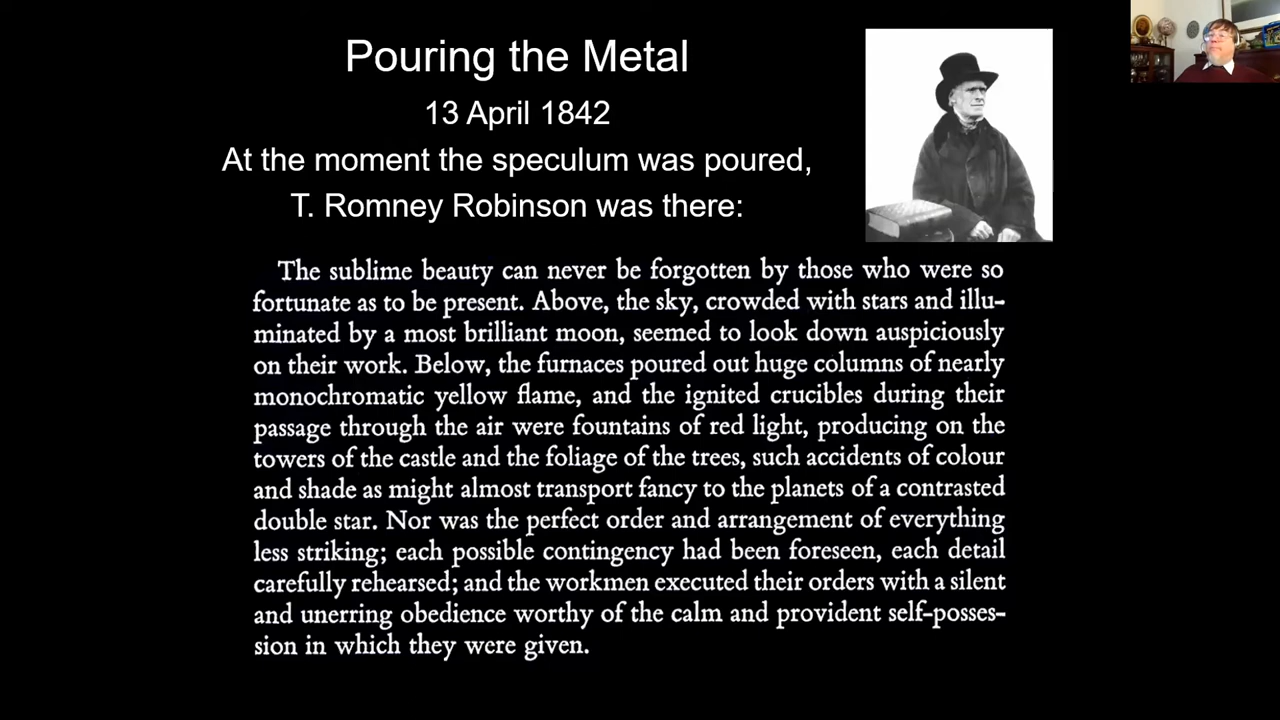 Pouring the Metal
13 April 1842
At the moment the speculum was poured,
T. Romney Robinson was there:
The sublime beauty can never be forgotten by those who were so
fortunate as to be present. Above, the sky, crowded with stars and illu-
minated by a most brilliant moon, seemed to look down auspiciously
on their work. Below, the furnaces poured out huge columns of nearly
monochromatic yellow flame, and the ignited crucibles during their
passage through the air were fountains of red light, producing on the
towers of the castle and the foliage of the trees, such accidents of colour
and shade as might almost transport fancy to the planets of a contrasted
double star. Nor was the perfect order and arrangement of everything
less striking; each possible contingency had been foreseen, each detail
carefully rehearsed; and the workmen executed their orders with a silent
and unerring obedience worthy of the calm and provident self-posses-
sion in which they were given.